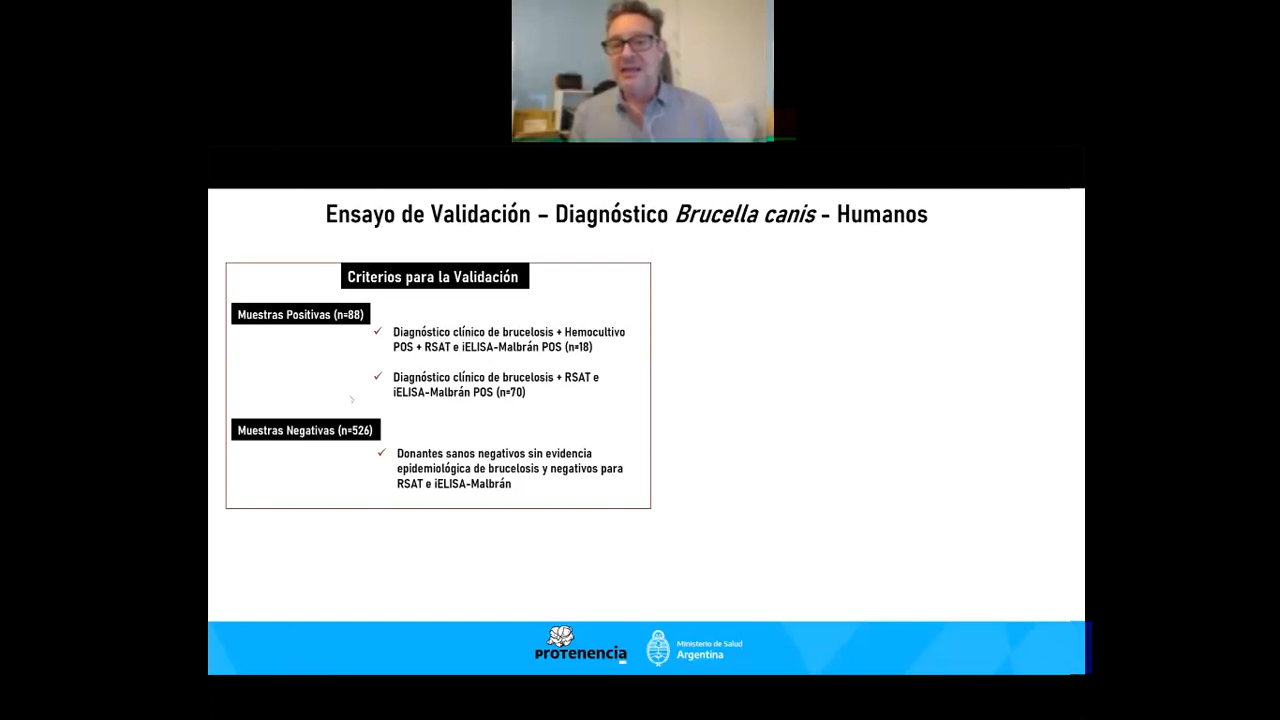 Ensayo de Validación – Diagnóstico Brucella canis - Humanos
Criterios para la Validación
Muestras Positivas (n=88)
✓ Diagnóstico clínico de brucelosis + Hemocultivo
POS + RSAT e iELISA-Malbrán POS (n=18)
✓ Diagnóstico clínico de brucelosis + RSAT e
iELISA-Malbrán POS (n=70)
Muestras Negativas (n=526)
✓ Donantes sanos negativos sin evidencia
epidemiológica de brucelosis y negativos para
RSAT e iELISA-Malbrán
PROTENENCIA
Ministerio de Salud
Argentina